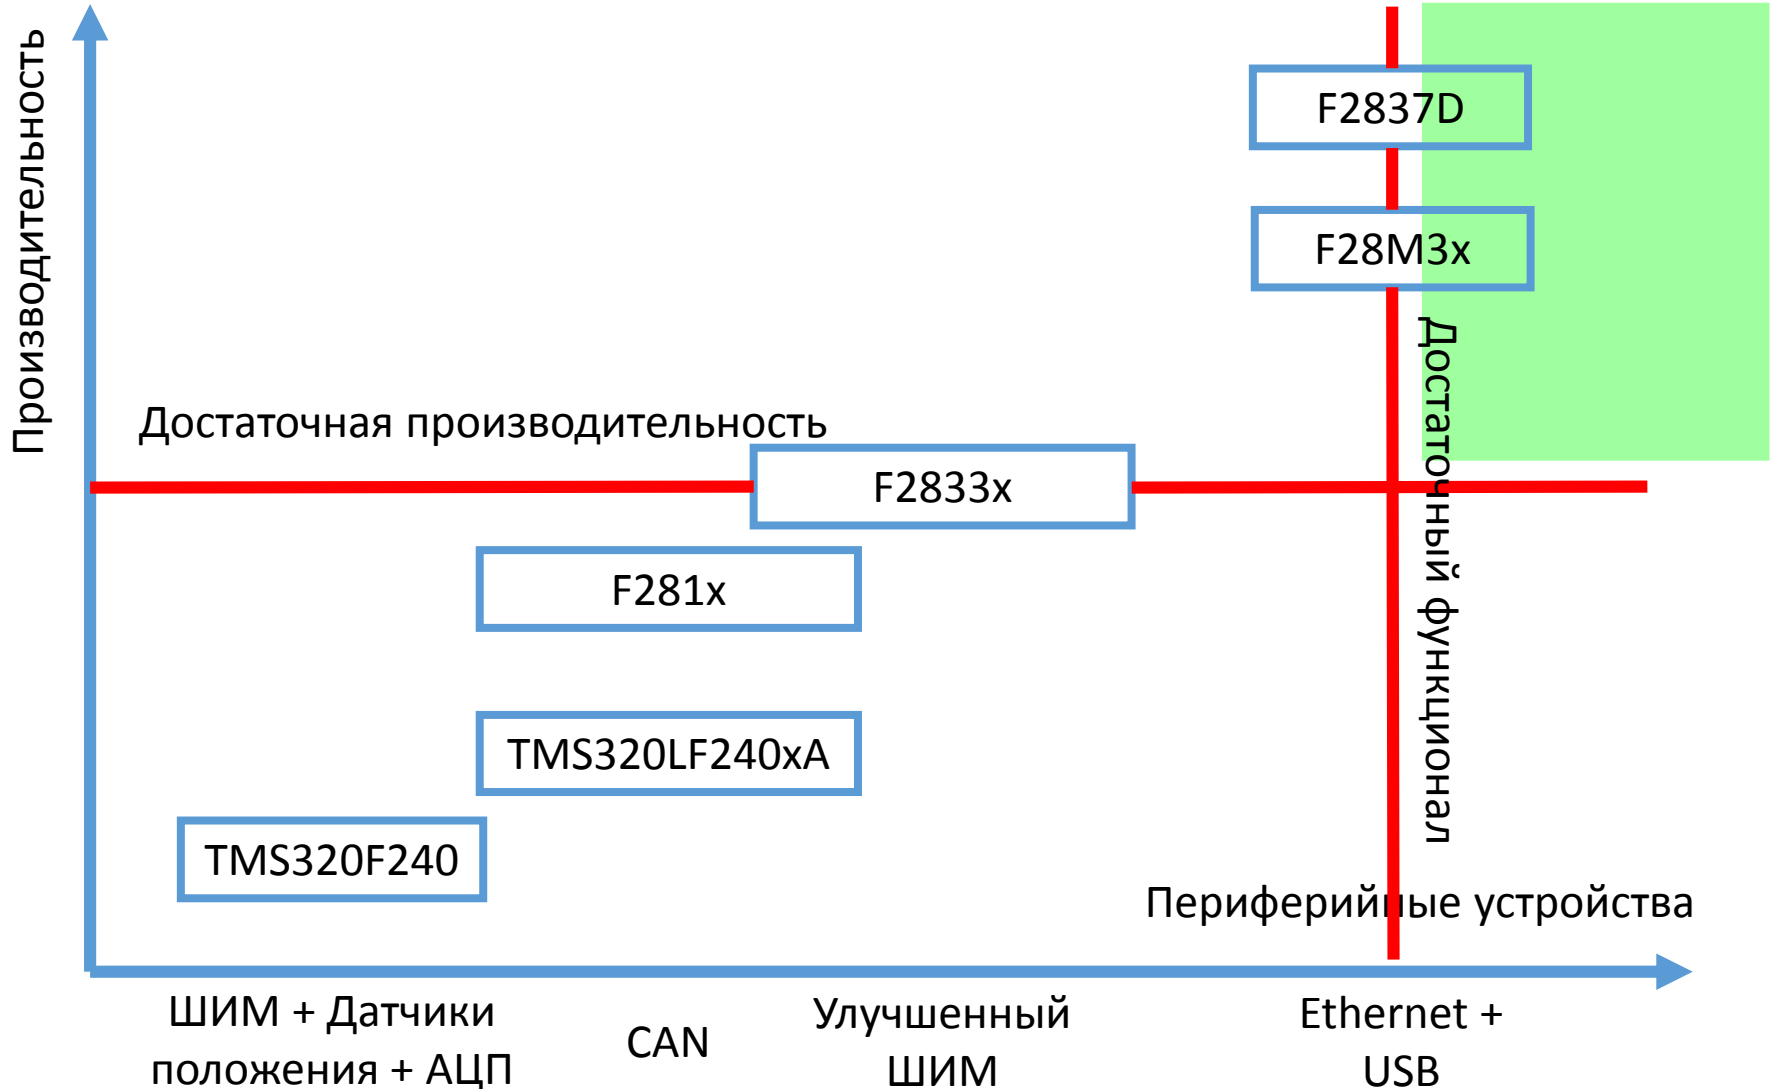 Производительность
F2837D
F28M3x
Достаточная производительность
F2833x
Достаточный функционал
F281x
TMS320LF240xA
TMS320F240
Периферийные устройства
ШИМ + Датчики
положения + АЦП
CAN
Улучшенный
ШИМ
Ethernet +
USB